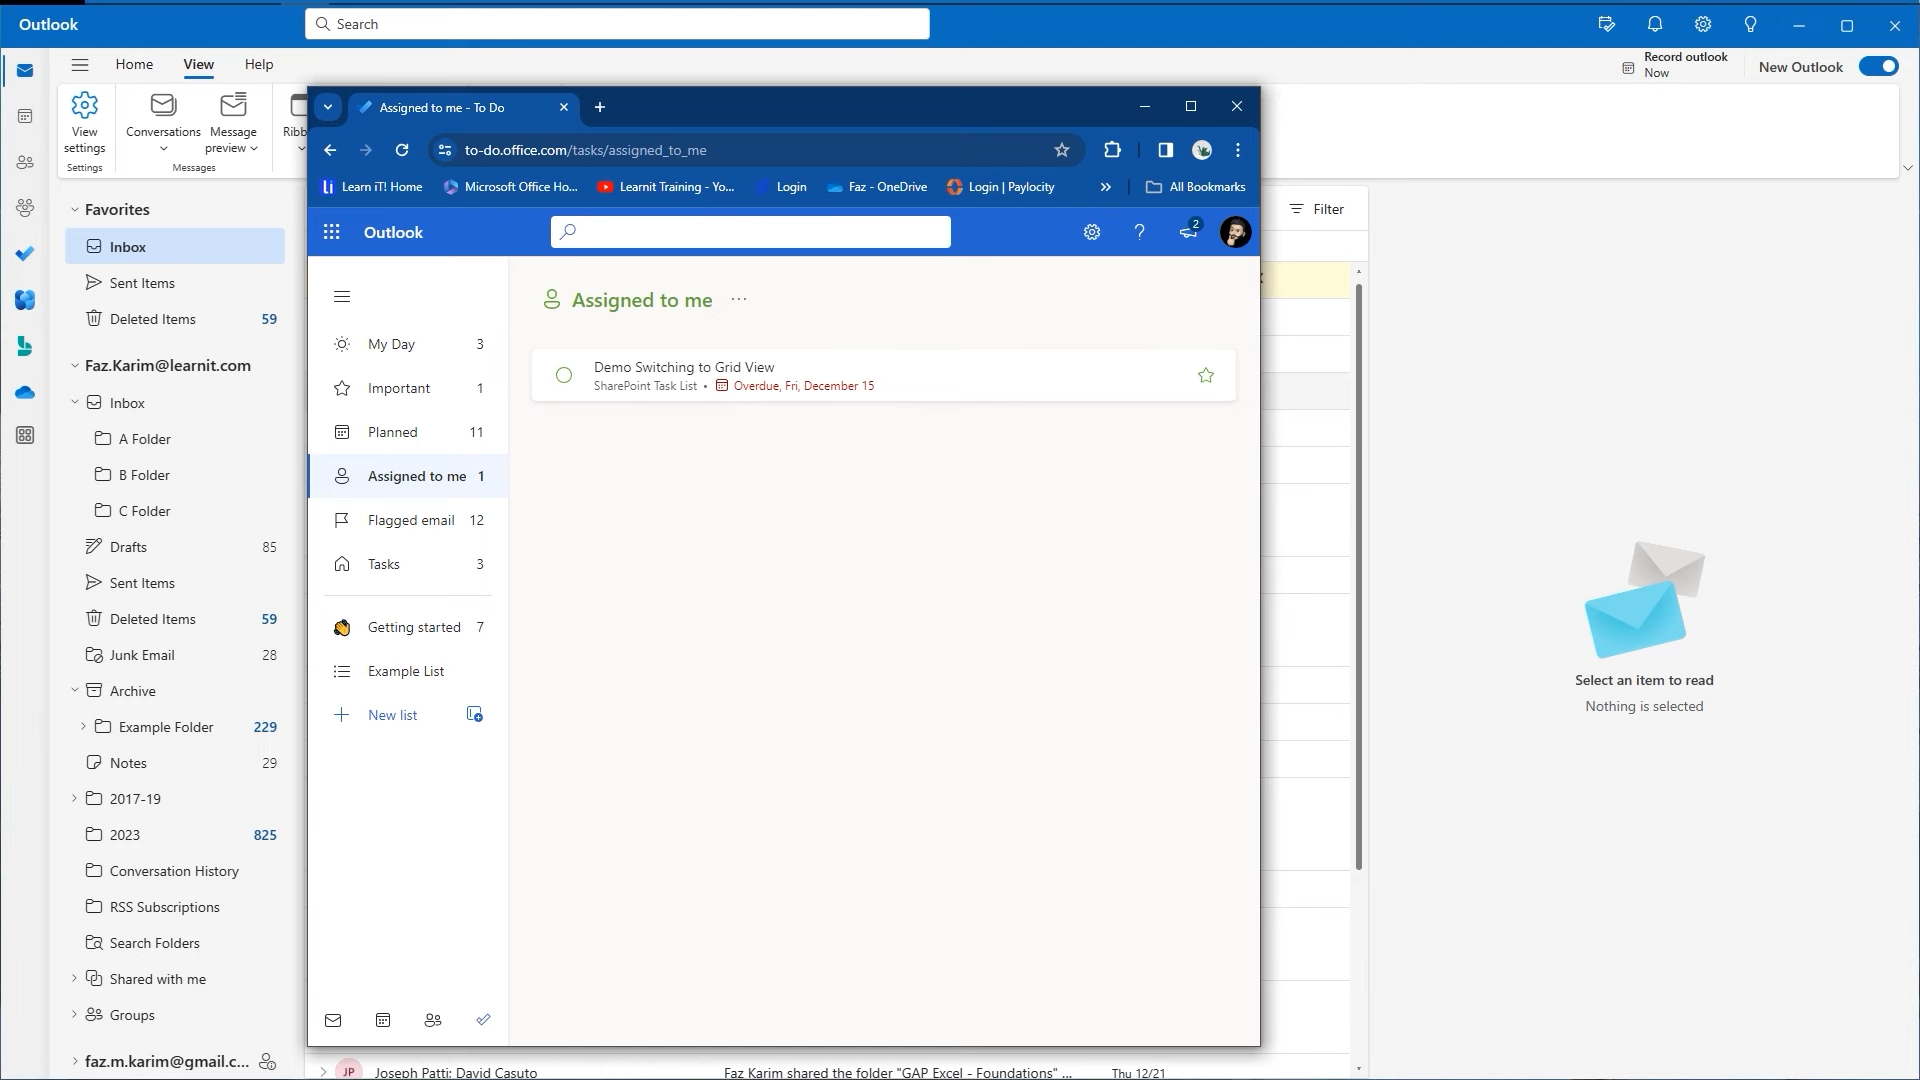 Outlook
Search
Home
View
Help
Record outlook
Now
New Outlook
View
settings
Settings
Conversations
Message
preview
Messages
Favorites
Inbox
Sent Items
Deleted Items 59
Faz.Karim@learnit.com
Inbox
A Folder
B Folder
C Folder
Drafts 85
Sent Items
Deleted Items 59
Junk Email 28
Archive
Example Folder 229
Notes 29
2017-19
2023 825
Conversation History
RSS Subscriptions
Search Folders
Shared with me
Groups
faz.m.karim@gmail.c...
Assigned to me - To Do
to-do.office.com/tasks/assigned_to_me
Learn iT! Home
Microsoft Office Ho...
Learnit Training - Yo...
Login
Faz - OneDrive
Login | Paylocity
All Bookmarks
Outlook
2
My Day 3
Important 1
Planned 11
Assigned to me 1
Flagged email 12
Tasks 3
Getting started 7
Example List
New list
Assigned to me
Demo Switching to Grid View
SharePoint Task List • Overdue, Fri, December 15
Filter
Select an item to read
Nothing is selected
JP
Joseph Patti; David Casuto
Faz Karim shared the folder "GAP Excel - Foundations" ...
Thu 12/21